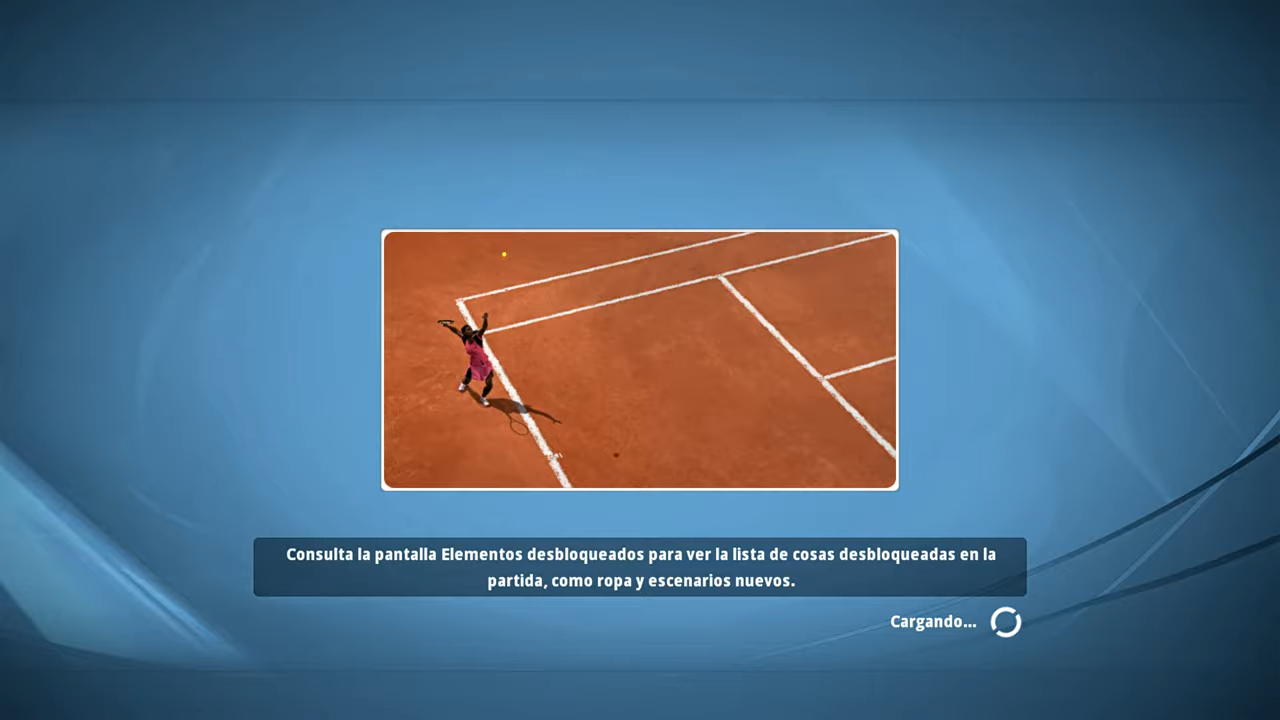 Consulta la pantalla Elementos desbloqueados para ver la lista de cosas desbloqueadas en la
partida, como ropa y escenarios nuevos.
Cargando...